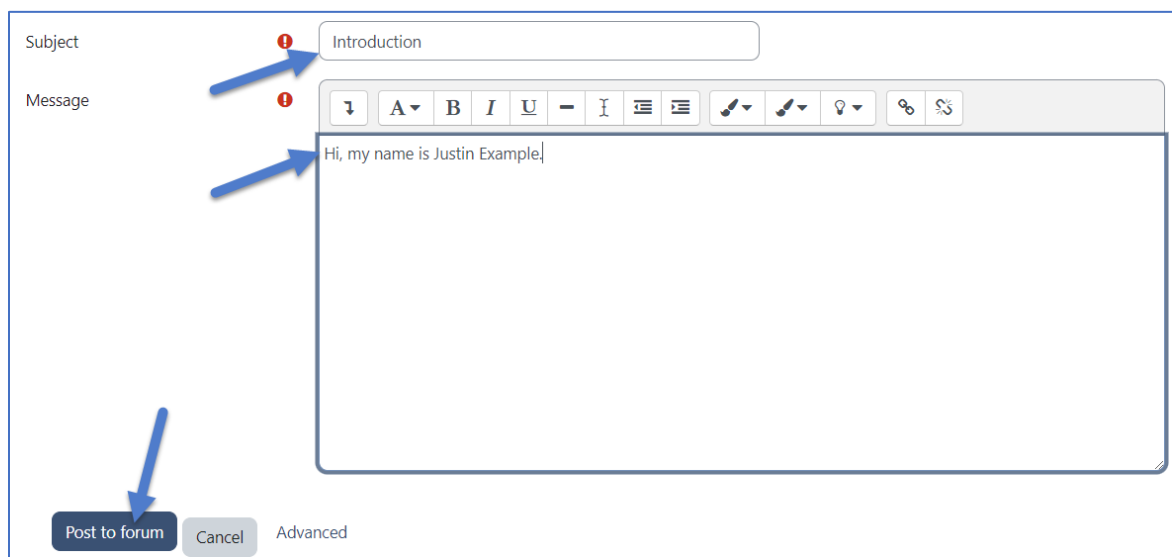 Subject
Introduction
Message
A B I U
Hi, my name is Justin Example.
Post to forum Cancel Advanced